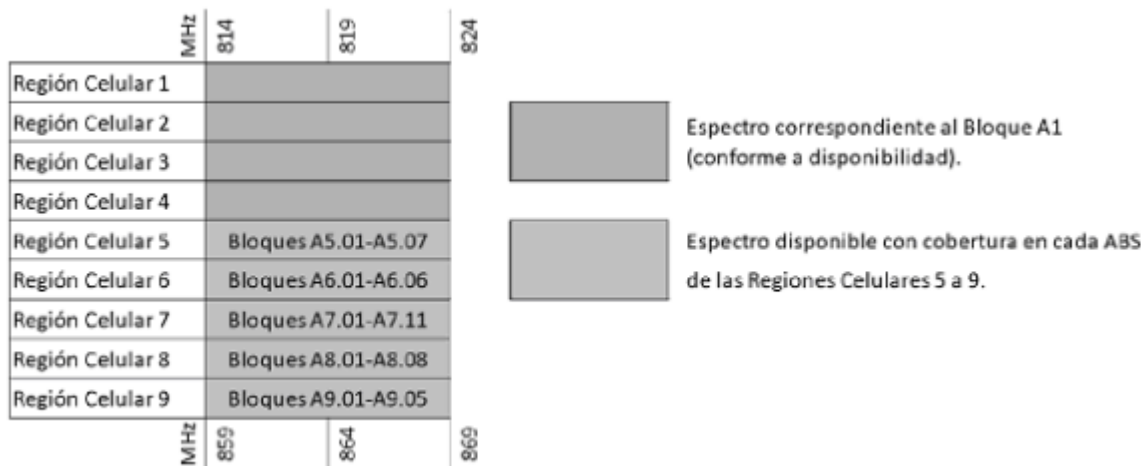 MHz
814
819
824
Región Celular 1
Región Celular 2
Región Celular 3
Región Celular 4
Región Celular 5
Bloques A5.01-A5.07
Región Celular 6
Bloques A6.01-A6.06
Región Celular 7
Bloques A7.01-A7.11
Región Celular 8
Bloques A8.01-A8.08
Región Celular 9
Bloques A9.01-A9.05
MHz
859
864
869
Espectro correspondiente al Bloque A1
(conforme a disponibilidad).
Espectro disponible con cobertura en cada ABS
de las Regiones Celulares 5 a 9.